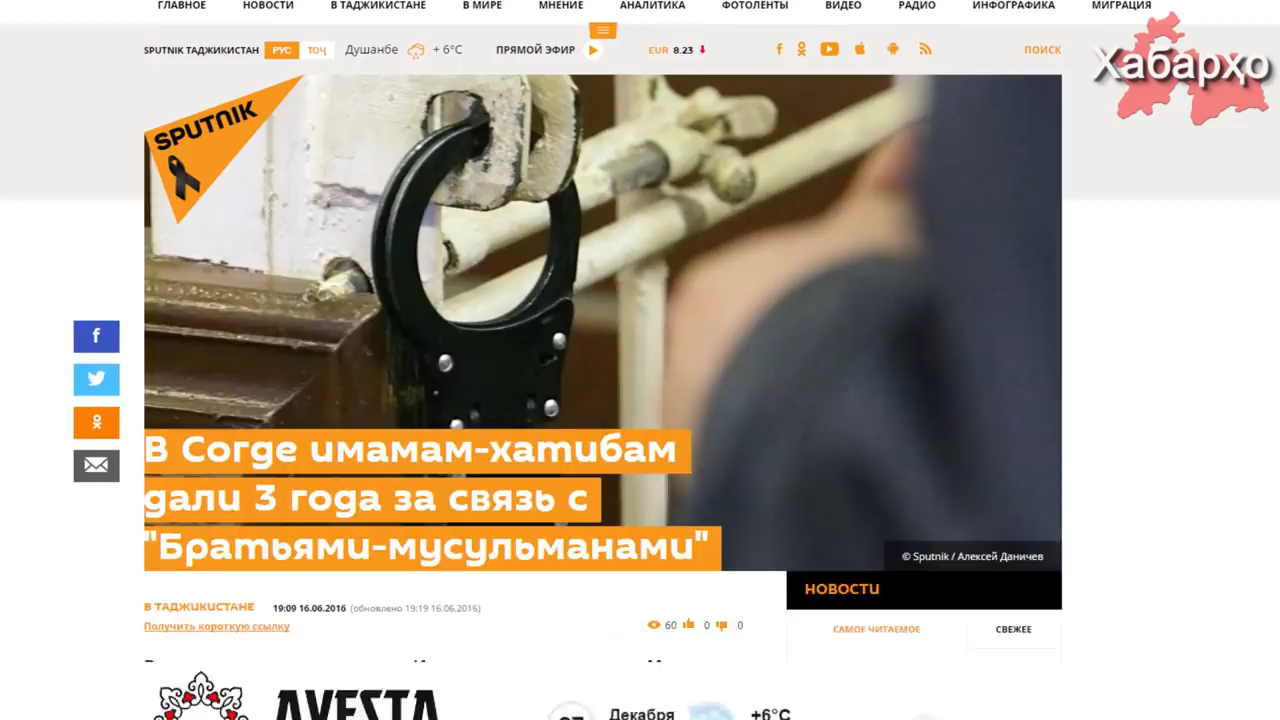 ГЛАВНОЕ НОВОСТИ В ТАДЖИКИСТАНЕ В МИРЕ МНЕНИЕ АНАЛИТИКА ФОТОЛЕНТЫ ВИДЕО РАДИО ИНФОГРАФИКА МИГРАЦИЯ
SPUTNIK ТАДЖИКИСТАН РУС ТОҶ Душанбе + 6°C ПРЯМОЙ ЭФИР EUR 8.23 ПОИСК
Хабарҳо
SPUTNIK
f
В Согде имамам-хатибам
дали 3 года за связь с
"Братьями-мусульманами"
© Sputnik / Алексей Даничев
НОВОСТИ
В ТАДЖИКИСТАНЕ 19:09 16.06.2016 (обновлено 19:19 16.06.2016)
Получить короткую ссылку
60 0 0
САМОЕ ЧИТАЕМОЕ СВЕЖЕЕ
AVESTA
Декабря +6°C